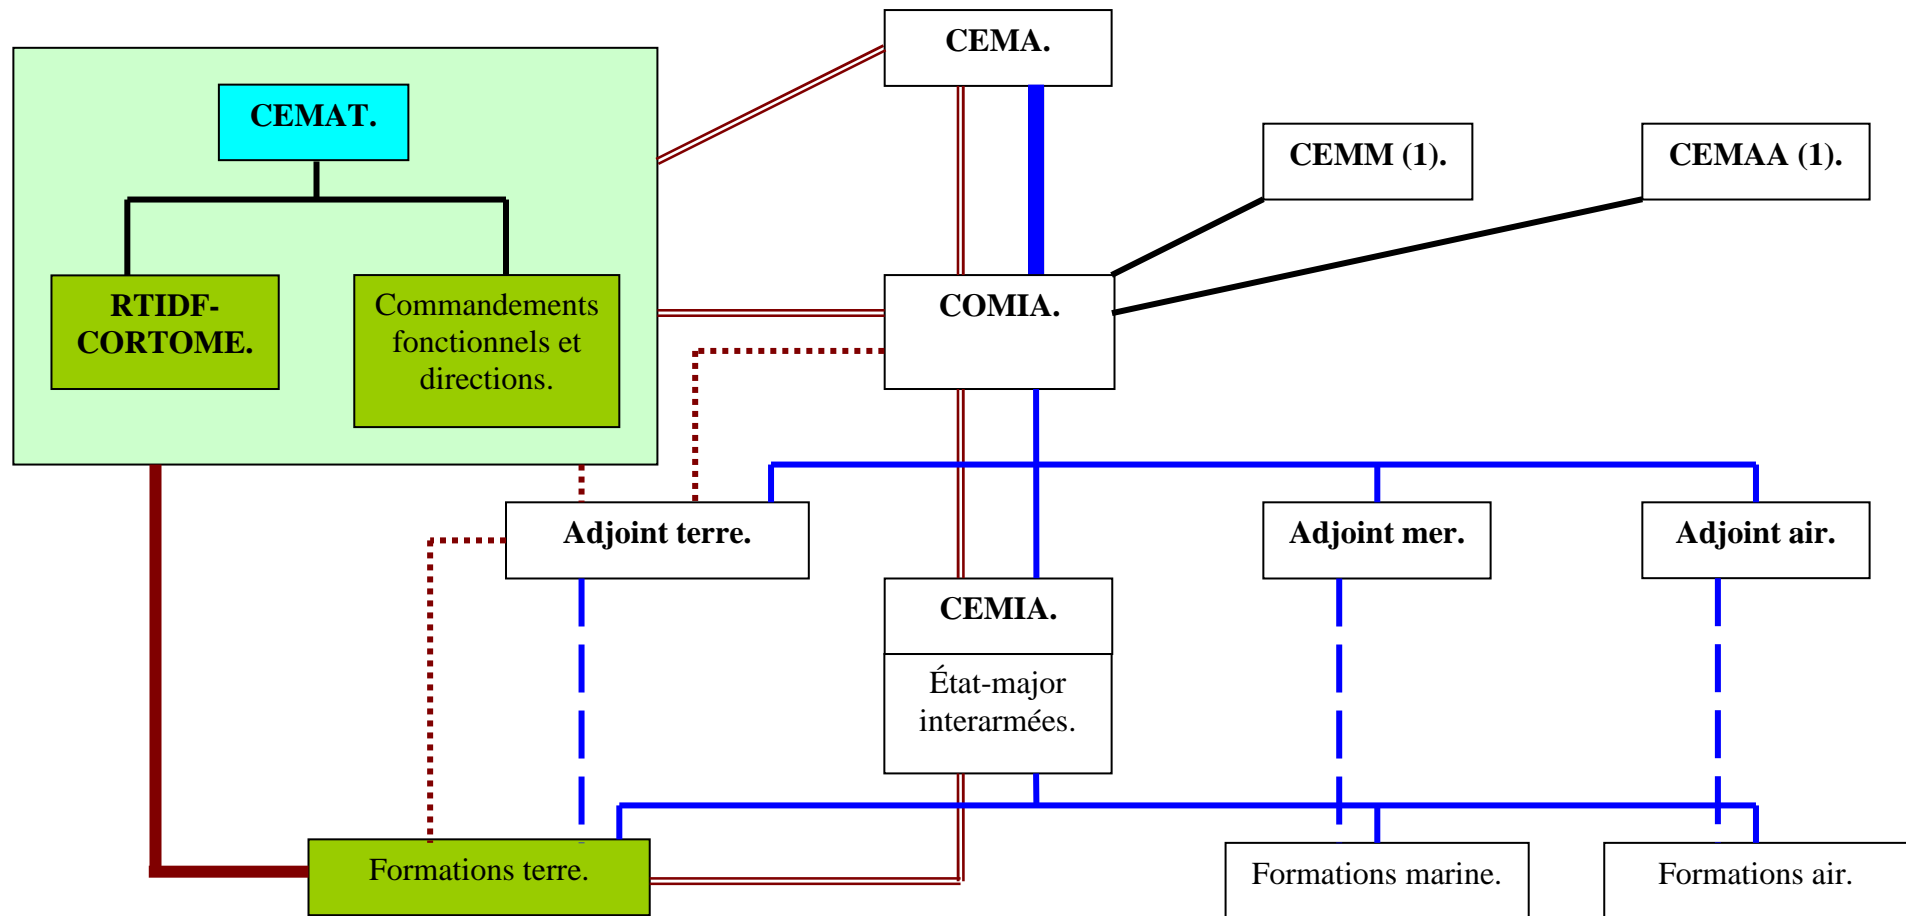 CEMA.
CEMAT.
CEMM (1).
CEMAA (1).
RTIDF-
CORTOME.
Commandements
fonctionnels et
directions.
COMIA.
Adjoint terre.
Adjoint mer.
Adjoint air.
CEMIA.
État-major
interarmées.
Formations terre.
Formations marine.
Formations air.